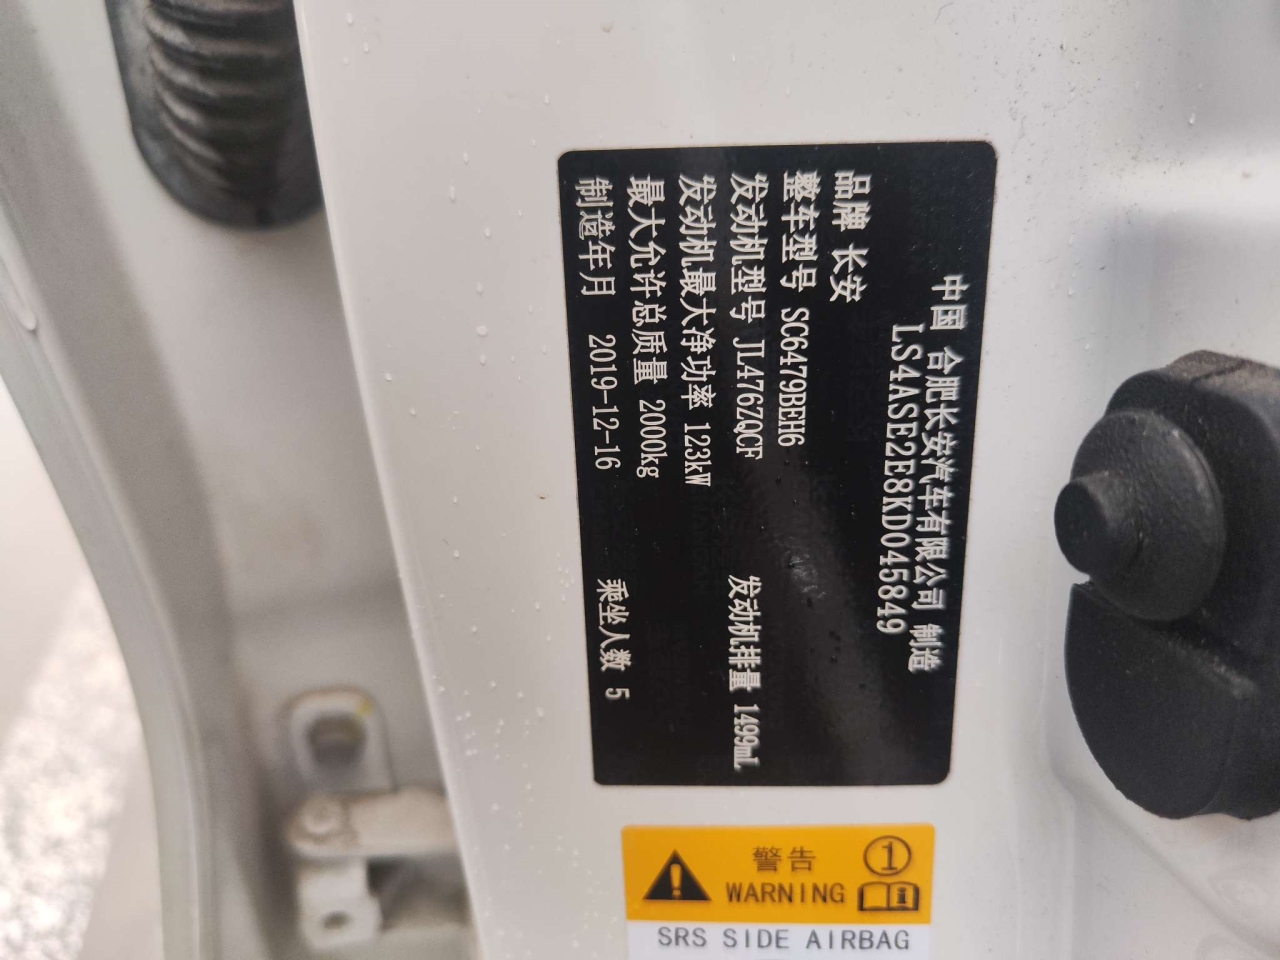 中国 合肥长安汽车有限公司 制造
LS4ASE2E8KD045849
品牌 长安
整车型号 SC6479BEH6
发动机型号 JL476ZQCF 发动机排量 1499mL
发动机最大净功率 123kW
最大允许总质量 2000kg
制造年月 2019-12-16 乘坐人数 5
警告
WARNING
1
i
SRS SIDE AIRBAG